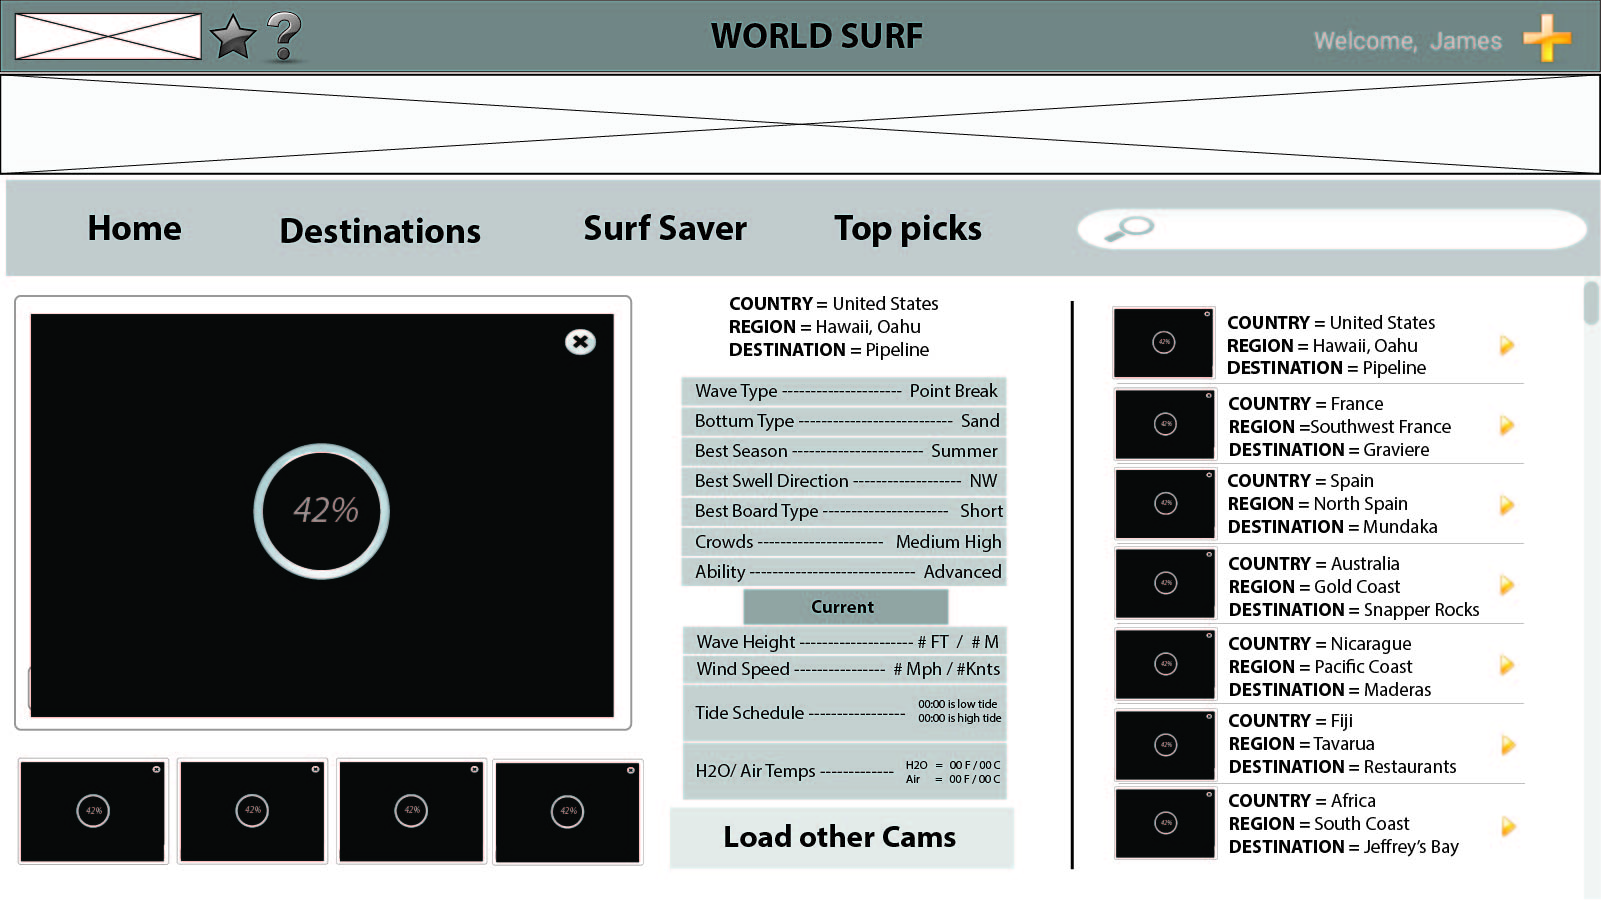 WORLD SURF
Welcome, James
Home
Destinations
Surf Saver
Top picks
42%
COUNTRY = United States
REGION = Hawaii, Oahu
DESTINATION = Pipeline
Wave Type --------------------- Point Break
Bottum Type --------------------------- Sand
Best Season ----------------------- Summer
Best Swell Direction ------------------- NW
Best Board Type ---------------------- Short
Crowds ---------------------- Medium High
Ability ----------------------------- Advanced
Current
Wave Height -------------------- # FT / # M
Wind Speed ---------------- # Mph / #Knts
Tide Schedule -----------------
00:00 is low tide
00:00 is high tide
H2O/ Air Temps -------------
H2O = 00 F / 00 C
Air = 00 F / 00 C
Load other Cams
42%
42%
42%
42%
42%
COUNTRY = United States
REGION = Hawaii, Oahu
DESTINATION = Pipeline
42%
COUNTRY = France
REGION =Southwest France
DESTINATION = Graviere
42%
COUNTRY = Spain
REGION = North Spain
DESTINATION = Mundaka
42%
COUNTRY = Australia
REGION = Gold Coast
DESTINATION = Snapper Rocks
42%
COUNTRY = Nicarague
REGION = Pacific Coast
DESTINATION = Maderas
42%
COUNTRY = Fiji
REGION = Tavarua
DESTINATION = Restaurants
42%
COUNTRY = Africa
REGION = South Coast
DESTINATION = Jeffrey's Bay